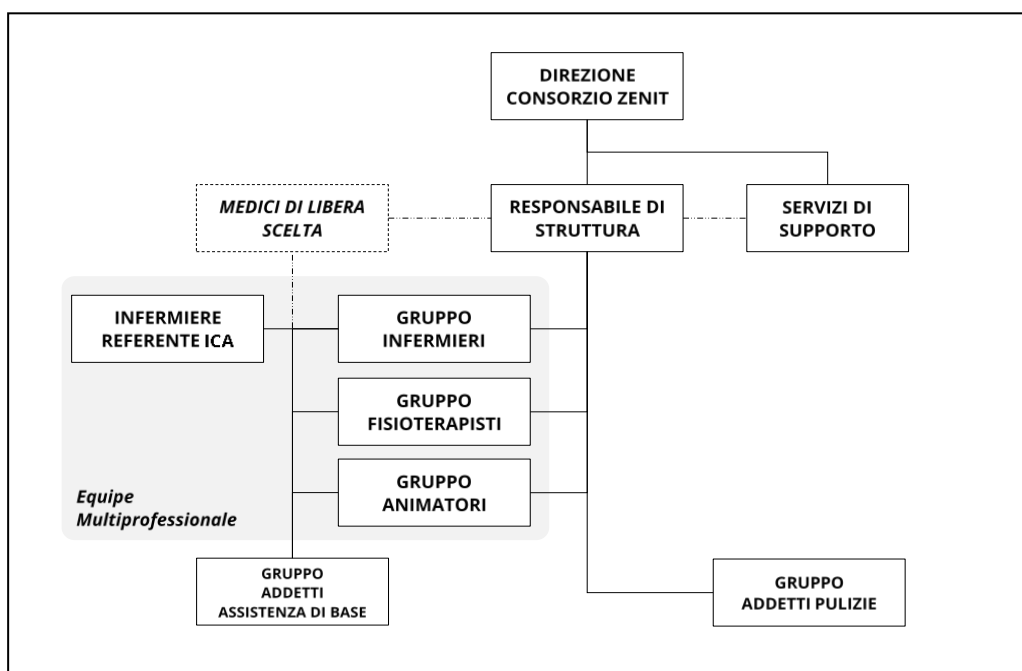 DIREZIONE
CONSORZIO ZENIT
MEDICI DI LIBERA
SCELTA
RESPONSABILE DI
STRUTTURA
SERVIZI DI
SUPPORTO
INFERMIERE
REFERENTE ICA
GRUPPO
INFERMIERI
GRUPPO
FISIOTERAPISTI
GRUPPO
ANIMATORI
Equipe
Multiprofessionale
GRUPPO
ADDETTI
ASSISTENZA DI BASE
GRUPPO
ADDETTI PULIZIE